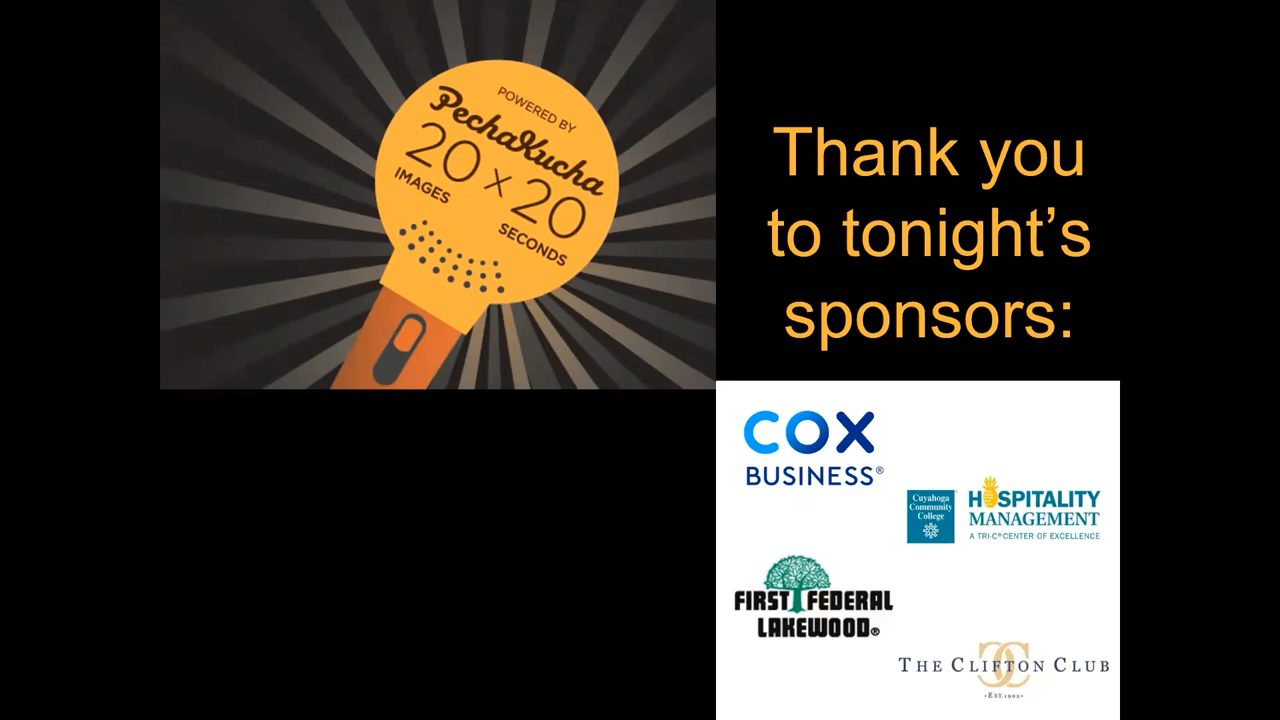 POWERED BY
PechaKucha
20 x 20
IMAGES
SECONDS
Thank you
to tonight’s
sponsors:
COX
BUSINESS®
Cuyahoga
Community
College
HOSPITALITY
MANAGEMENT
A TRI-C® CENTER OF EXCELLENCE
FIRST FEDERAL
LAKEWOOD®
THE CLIFTON CLUB
•EST.1902•